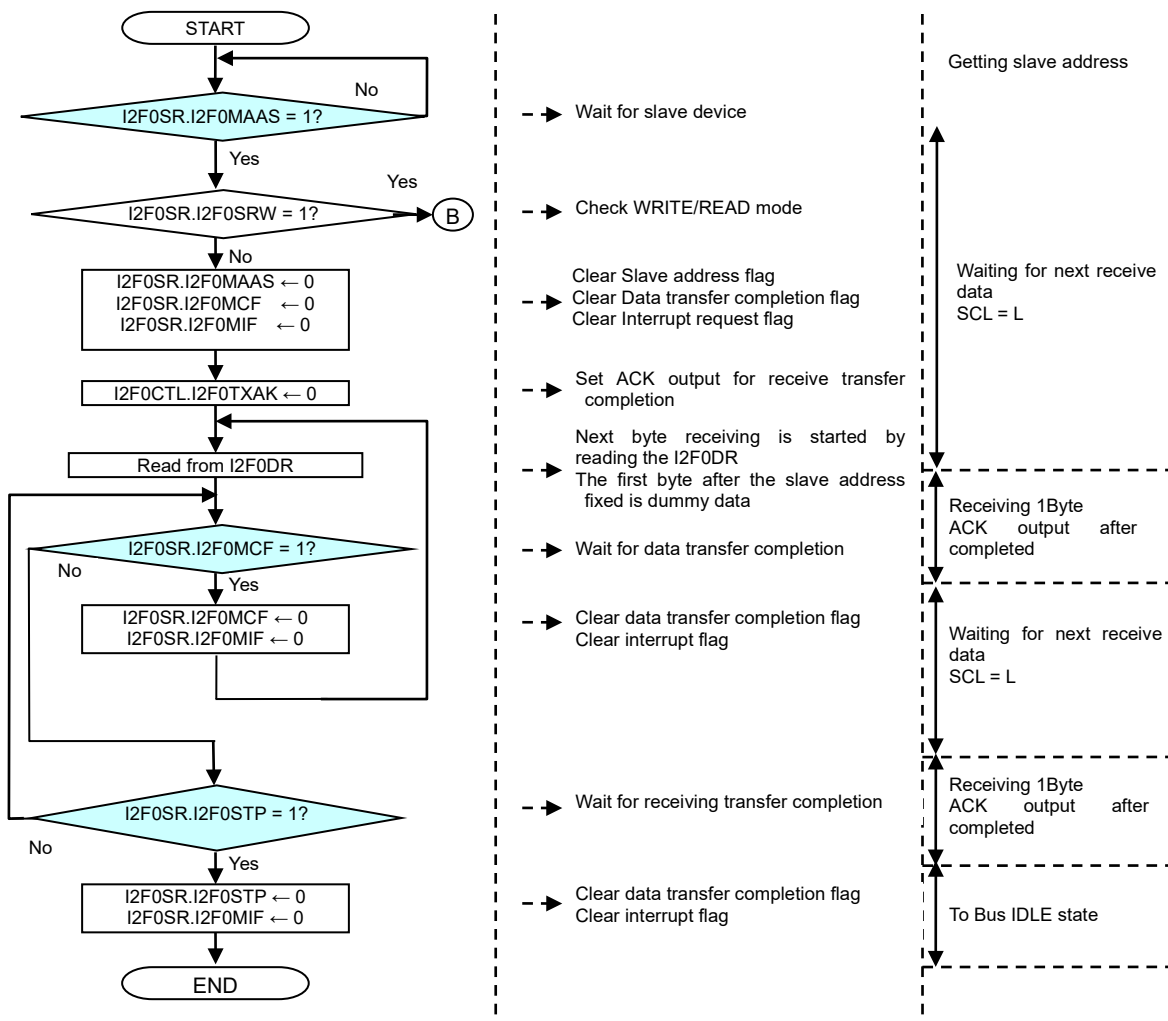 START
Getting slave address
No
I2F0SR.I2F0MAAS = 1?
Wait for slave device
Yes
Yes
I2F0SR.I2F0SRW = 1?
B
Check WRITE/READ mode
No
I2F0SR.I2F0MAAS ← 0
I2F0SR.I2F0MCF ← 0
I2F0SR.I2F0MIF ← 0
Clear Slave address flag
Clear Data transfer completion flag
Clear Interrupt request flag
Waiting for next receive
data
SCL = L
I2F0CTL.I2F0TXAK ← 0
Set ACK output for receive transfer
completion
Read from I2F0DR
Next byte receiving is started by
reading the I2F0DR
The first byte after the slave address
fixed is dummy data
Receiving 1Byte
ACK output after
completed
I2F0SR.I2F0MCF = 1?
Wait for data transfer completion
No
Yes
I2F0SR.I2F0MCF ← 0
I2F0SR.I2F0MIF ← 0
Clear data transfer completion flag
Clear interrupt flag
Waiting for next receive
data
SCL = L
I2F0SR.I2F0STP = 1?
Wait for receiving transfer completion
Receiving 1Byte
ACK output after
completed
No
Yes
I2F0SR.I2F0STP ← 0
I2F0SR.I2F0MIF ← 0
Clear data transfer completion flag
Clear interrupt flag
To Bus IDLE state
END